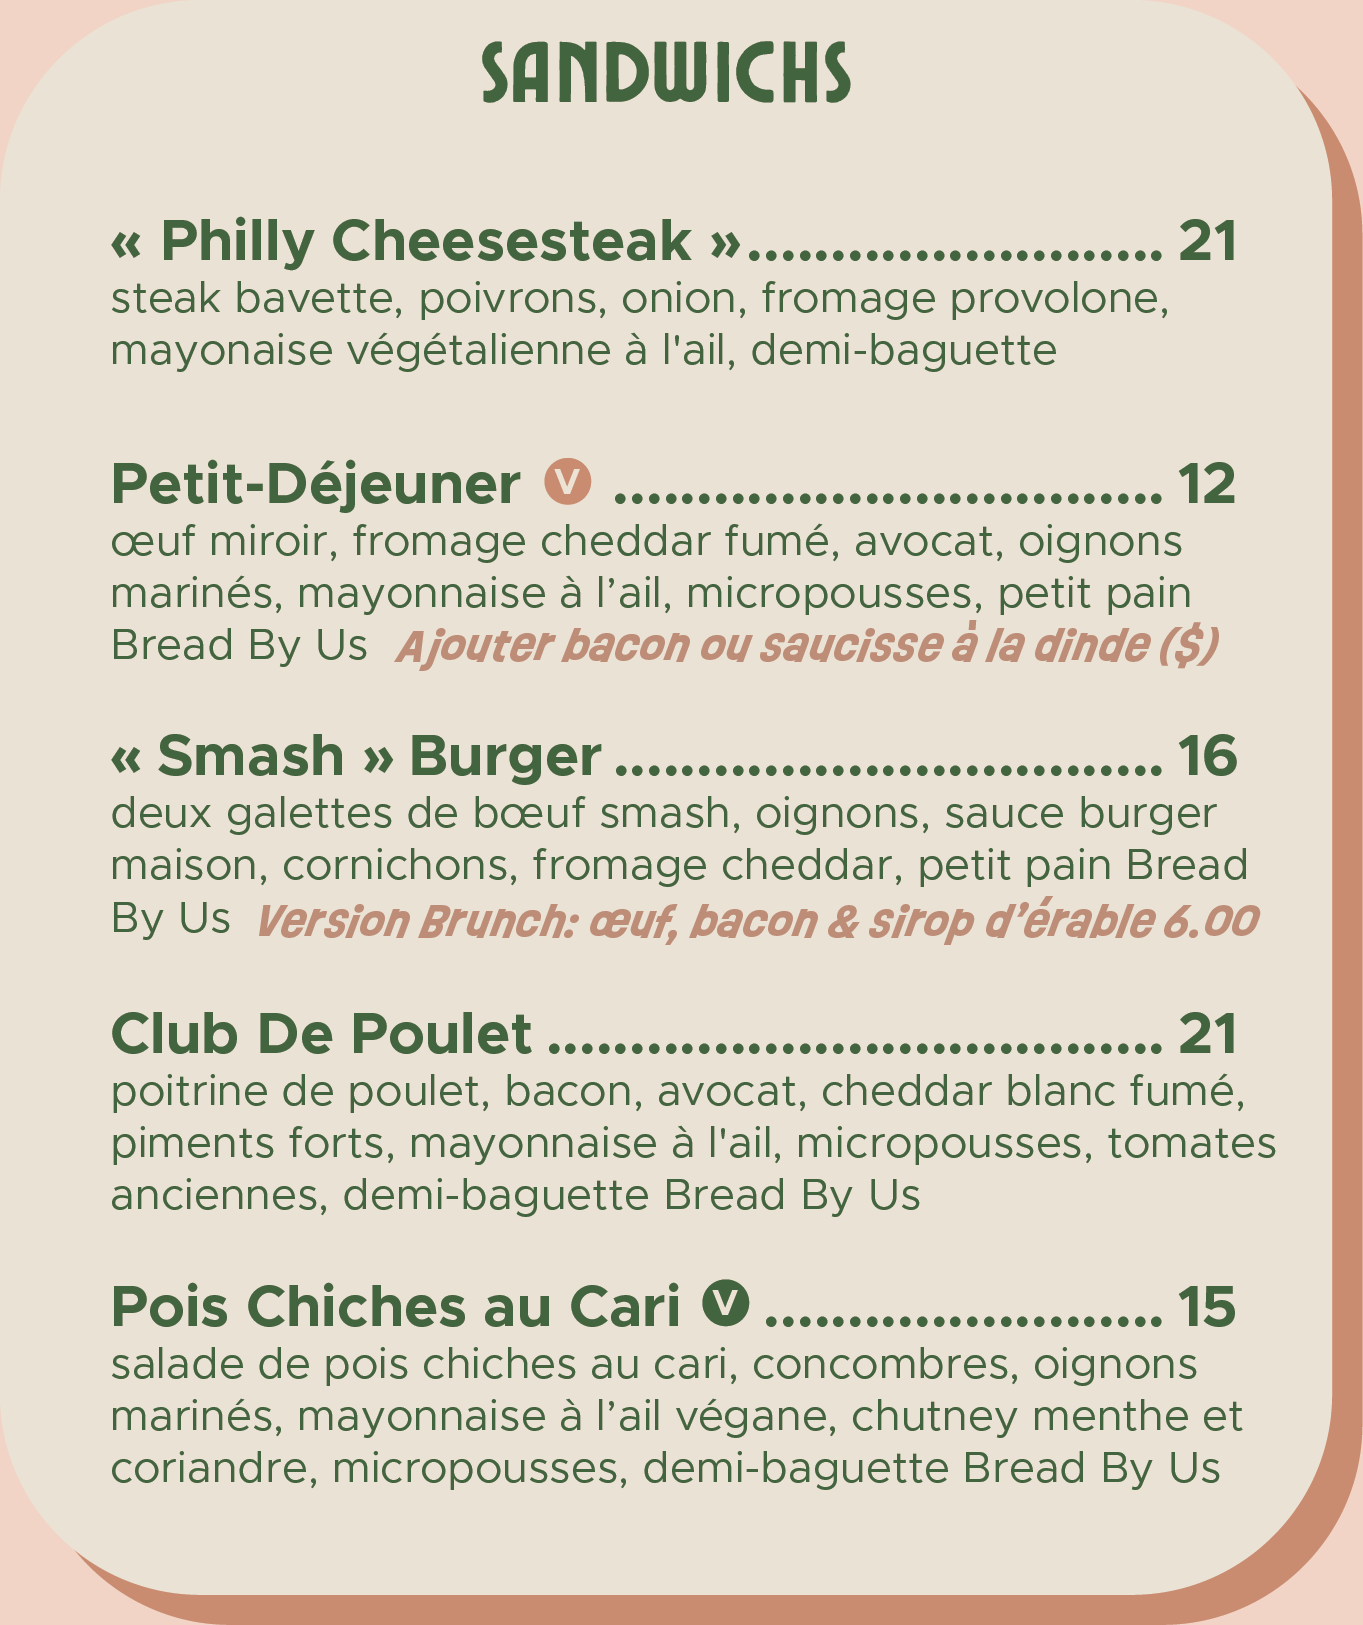 SANDWICHS
« Philly Cheesesteak »......................... 21
steak bavette, poivrons, onion, fromage provolone,
mayonaise végétalienne à l'ail, demi-baguette
Petit-Déjeuner V ................................. 12
œuf miroir, fromage cheddar fumé, avocat, oignons
marinés, mayonnaise à l’ail, micropousses, petit pain
Bread By Us Ajouter bacon ou saucisse à la dinde ($)
« Smash » Burger ................................. 16
deux galettes de bœuf smash, oignons, sauce burger
maison, cornichons, fromage cheddar, petit pain Bread
By Us Version Brunch: œuf, bacon & sirop d’érable 6.00
Club De Poulet ..................................... 21
poitrine de poulet, bacon, avocat, cheddar blanc fumé,
piments forts, mayonnaise à l'ail, micropousses, tomates
anciennes, demi-baguette Bread By Us
Pois Chiches au Cari V ........................ 15
salade de pois chiches au cari, concombres, oignons
marinés, mayonnaise à l’ail végane, chutney menthe et
coriandre, micropousses, demi-baguette Bread By Us